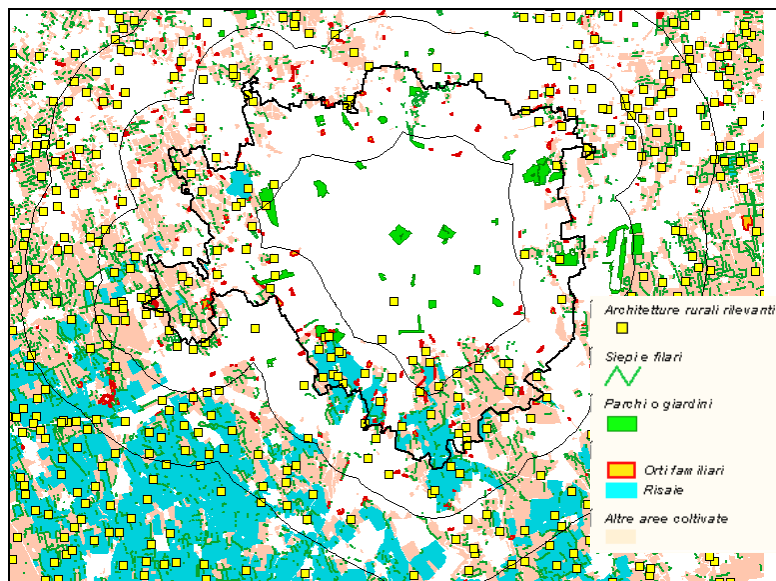 Architetture rurali rilevanti
Siepi e filari
Parchi o giardini
Orti familiari
Risaie
Altre aree coltivate